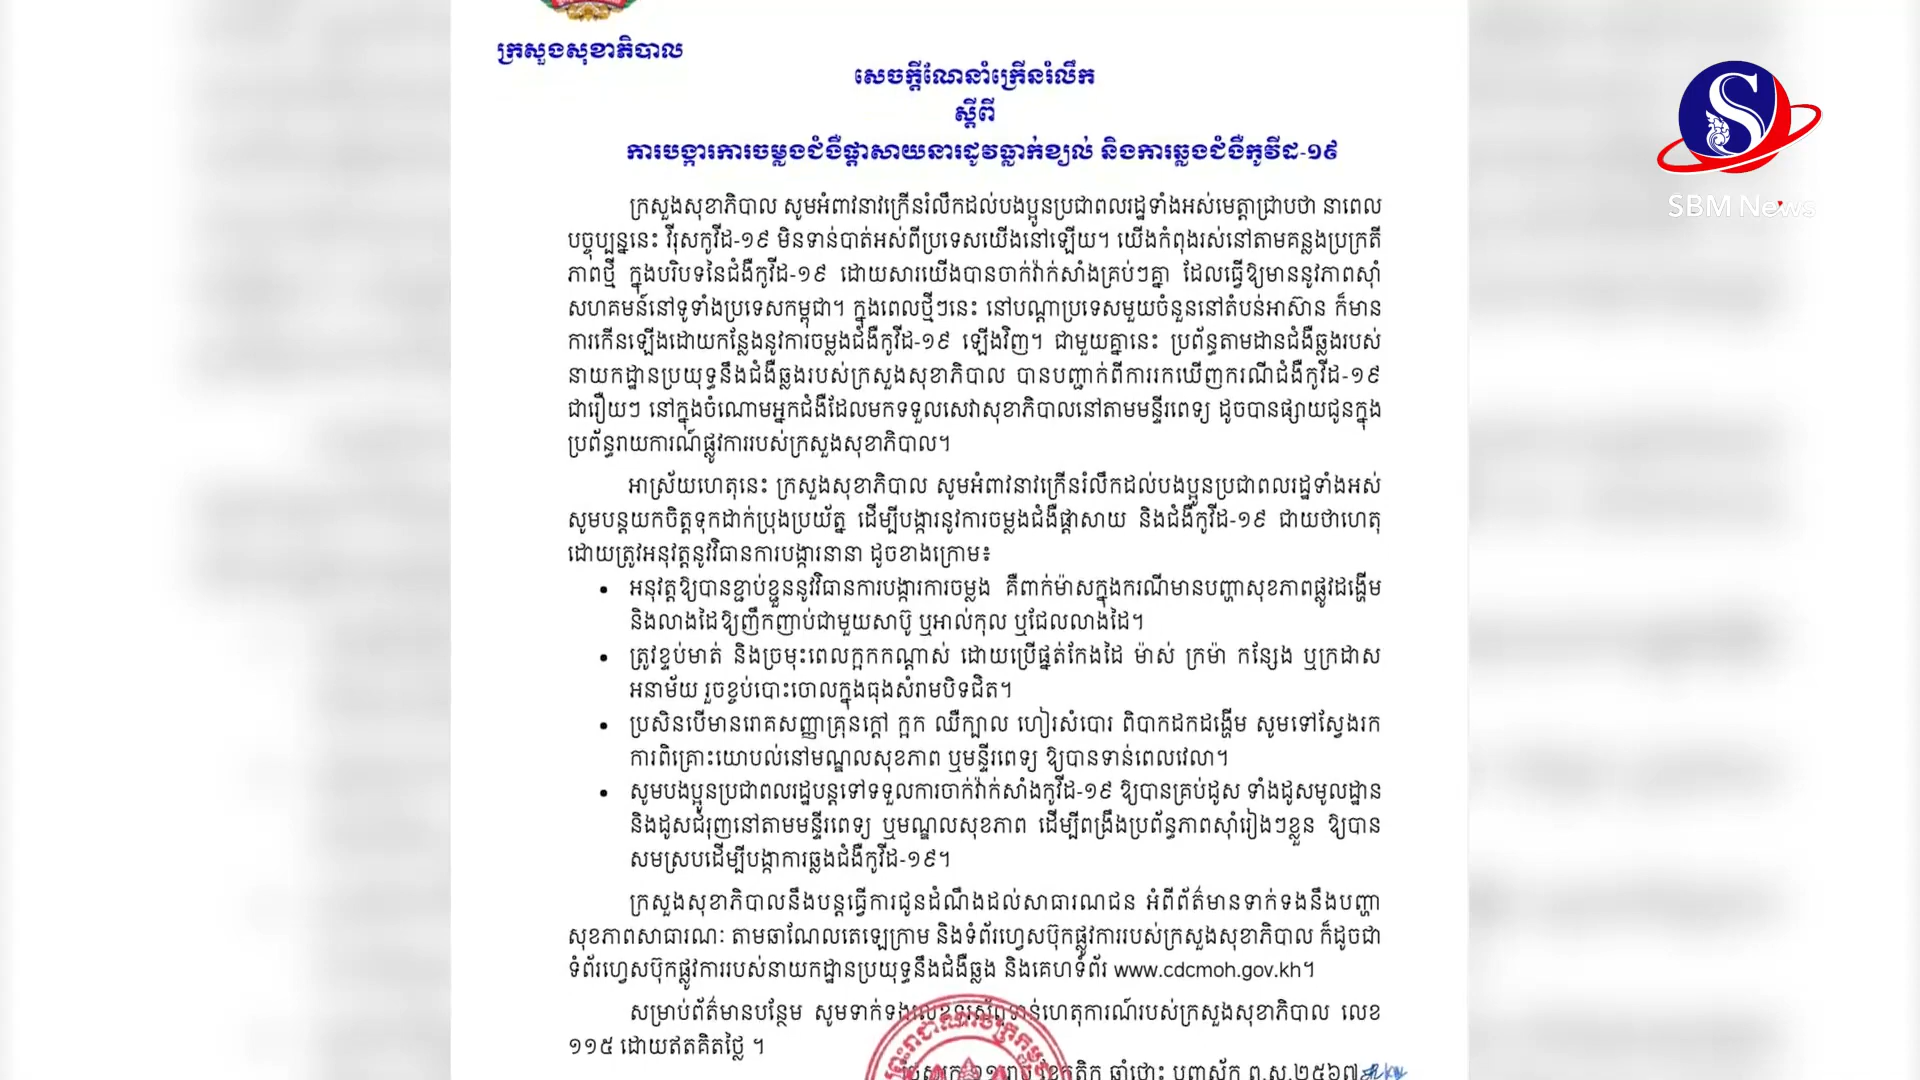 ក្រសួងសុខាភិបាល
សេចក្តីណែនាំក្រើនរំលឹក
ស្តីពី
ការបង្ការការចម្លងជំងឺផ្តាសាយនារដូវធ្លាក់ខ្យល់ និងការឆ្លងជំងឺកូវីដ-១៩
SBM News
ក្រសួងសុខាភិបាល សូមអំពាវនាវក្រើនរំលឹកដល់បងប្អូនប្រជាពលរដ្ឋទាំងអស់មេត្តាជ្រាបថា នាពេល
បច្ចុប្បន្ននេះ វីរុសកូវីដ-១៩ មិនទាន់បាត់អស់ពីប្រទេសយើងនៅឡើយ។ យើងកំពុងរស់នៅតាមគន្លងប្រក្រតី
ភាពថ្មី ក្នុងបរិបទនៃជំងឺកូវីដ-១៩ ដោយសារយើងបានចាក់វ៉ាក់សាំងគ្រប់ៗគ្នា ដែលធ្វើឱ្យមាននូវភាពស៊ាំ
សហគមន៍នៅទូទាំងប្រទេសកម្ពុជា។ ក្នុងពេលថ្មីៗនេះ នៅបណ្តាប្រទេសមួយចំនួននៅតំបន់អាស៊ាន ក៏មាន
ការកើនឡើងដោយកន្លែងនូវការចម្លងជំងឺកូវីដ-១៩ ឡើងវិញ។ ជាមួយគ្នានេះ ប្រព័ន្ធតាមដានជំងឺឆ្លងរបស់
នាយកដ្ឋានប្រយុទ្ធនឹងជំងឺឆ្លងរបស់ក្រសួងសុខាភិបាល បានបញ្ជាក់ពីការរកឃើញករណីជំងឺកូវីដ-១៩
ជារឿយៗ នៅក្នុងចំណោមអ្នកជំងឺដែលមកទទួលសេវាសុខាភិបាលនៅតាមមន្ទីរពេទ្យ ដូចបានផ្សាយជូនក្នុង
ប្រព័ន្ធរាយការណ៍ផ្លូវការរបស់ក្រសួងសុខាភិបាល។
អាស្រ័យហេតុនេះ ក្រសួងសុខាភិបាល សូមអំពាវនាវក្រើនរំលឹកដល់បងប្អូនប្រជាពលរដ្ឋទាំងអស់
សូមបន្តយកចិត្តទុកដាក់ប្រុងប្រយ័ត្ន ដើម្បីបង្ការនូវការចម្លងជំងឺផ្តាសាយ និងជំងឺកូវីដ-១៩ ជាយថាហេតុ
ដោយត្រូវអនុវត្តនូវវិធានការបង្ការនានា ដូចខាងក្រោម៖
• អនុវត្តឱ្យបានខ្ជាប់ខ្ជួននូវវិធានការបង្ការការចម្លង គឺពាក់ម៉ាសក្នុងករណីមានបញ្ហាសុខភាពផ្លូវដង្ហើម
និងលាងដៃឱ្យញឹកញាប់ជាមួយសាប៊ូ ឬអាល់កុល ឬជែលលាងដៃ។
• ត្រូវខ្ទប់មាត់ និងច្រមុះពេលក្អកកណ្តាស់ ដោយប្រើផ្នត់កែងដៃ ម៉ាស់ ក្រម៉ា កន្សែង ឬក្រដាស
អនាម័យ រួចខ្ចប់បោះចោលក្នុងធុងសំរាមបិទជិត។
• ប្រសិនបើមានរោគសញ្ញាគ្រុនក្តៅ ក្អក ឈឺក្បាល ហៀរសំបោរ ពិបាកដកដង្ហើម សូមទៅស្វែងរក
ការពិគ្រោះយោបល់នៅមណ្ឌលសុខភាព ឬមន្ទីរពេទ្យ ឱ្យបានទាន់ពេលវេលា។
• សូមបងប្អូនប្រជាពលរដ្ឋបន្តទៅទទួលការចាក់វ៉ាក់សាំងកូវីដ-១៩ ឱ្យបានគ្រប់ដូស ទាំងដូសមូលដ្ឋាន
និងដូសជំរុញនៅតាមមន្ទីរពេទ្យ ឬមណ្ឌលសុខភាព ដើម្បីពង្រឹងប្រព័ន្ធភាពស៊ាំរៀងៗខ្លួន ឱ្យបាន
សមស្របដើម្បីបង្កាការឆ្លងជំងឺកូវីដ-១៩។
ក្រសួងសុខាភិបាលនឹងបន្តធ្វើការជូនដំណឹងដល់សាធារណជន អំពីព័ត៌មានទាក់ទងនឹងបញ្ហា
សុខភាពសាធារណៈ តាមឆាណែលតេឡេក្រាម និងទំព័រហ្វេសប៊ុកផ្លូវការរបស់ក្រសួងសុខាភិបាល ក៏ដូចជា
ទំព័រហ្វេសប៊ុកផ្លូវការរបស់នាយកដ្ឋានប្រយុទ្ធនឹងជំងឺឆ្លង និងគេហទំព័រ www.cdcmoh.gov.kh។
សម្រាប់ព័ត៌មានបន្ថែម សូមទាក់ទងលេខទូរស័ព្ទទាន់ហេតុការណ៍របស់ក្រសួងសុខាភិបាល លេខ
១១៥ ដោយឥតគិតថ្លៃ ។
ឆ្នាំថោះ បញ្ចស័ក ព.ស.២៥៦៧